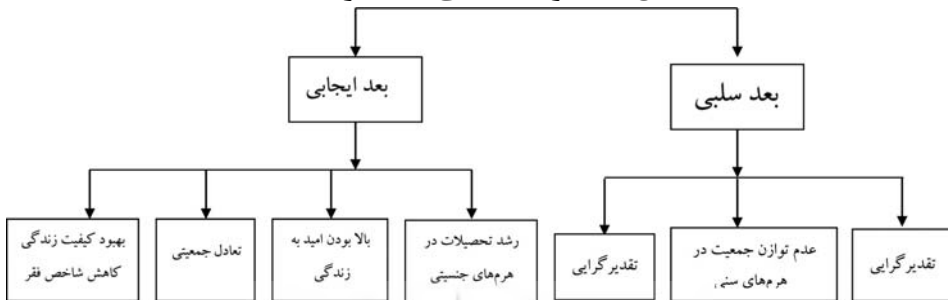 بعد سلبی
بعد ایجابی
تقدیرگرایی
عدم توازن جمعیت در
هرم‌های سنی
تقدیرگرایی
رشد تحصیلات در
هرم‌های جنسیتی
بالا بودن امید به
زندگی
تعادل جمعیتی
بهبود کیفیت زندگی
کاهش شاخص فقر